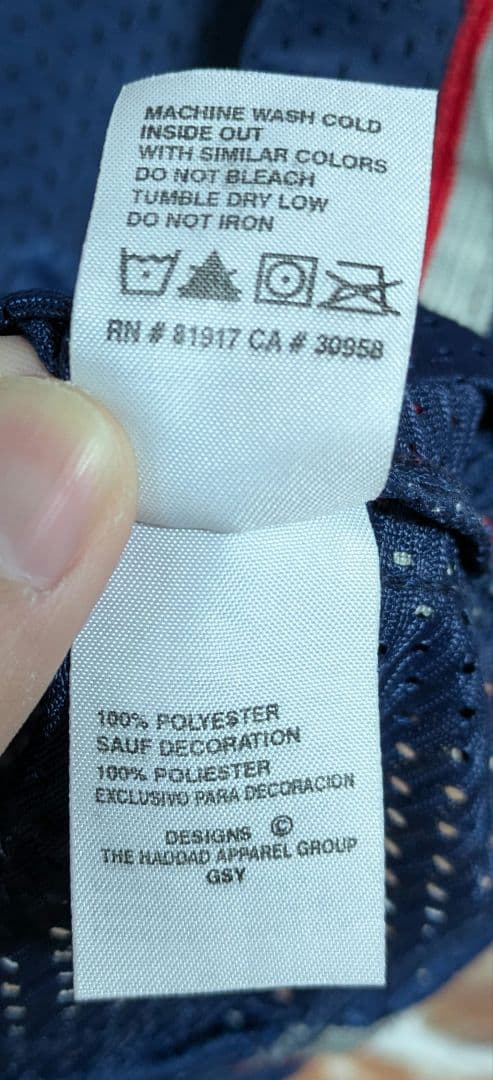 MACHINE WASH COLD
INSIDE OUT
WITH SIMILAR COLORS
DO NOT BLEACH
TUMBLE DRY LOW
DO NOT IRON
RN # 81917 CA # 30958
100% POLYESTER
SAUF DECORATION
100% POLIESTER
EXCLUSIVO PARA DECORACION
DESIGNS ©
THE HADDAD APPAREL GROUP
GSY